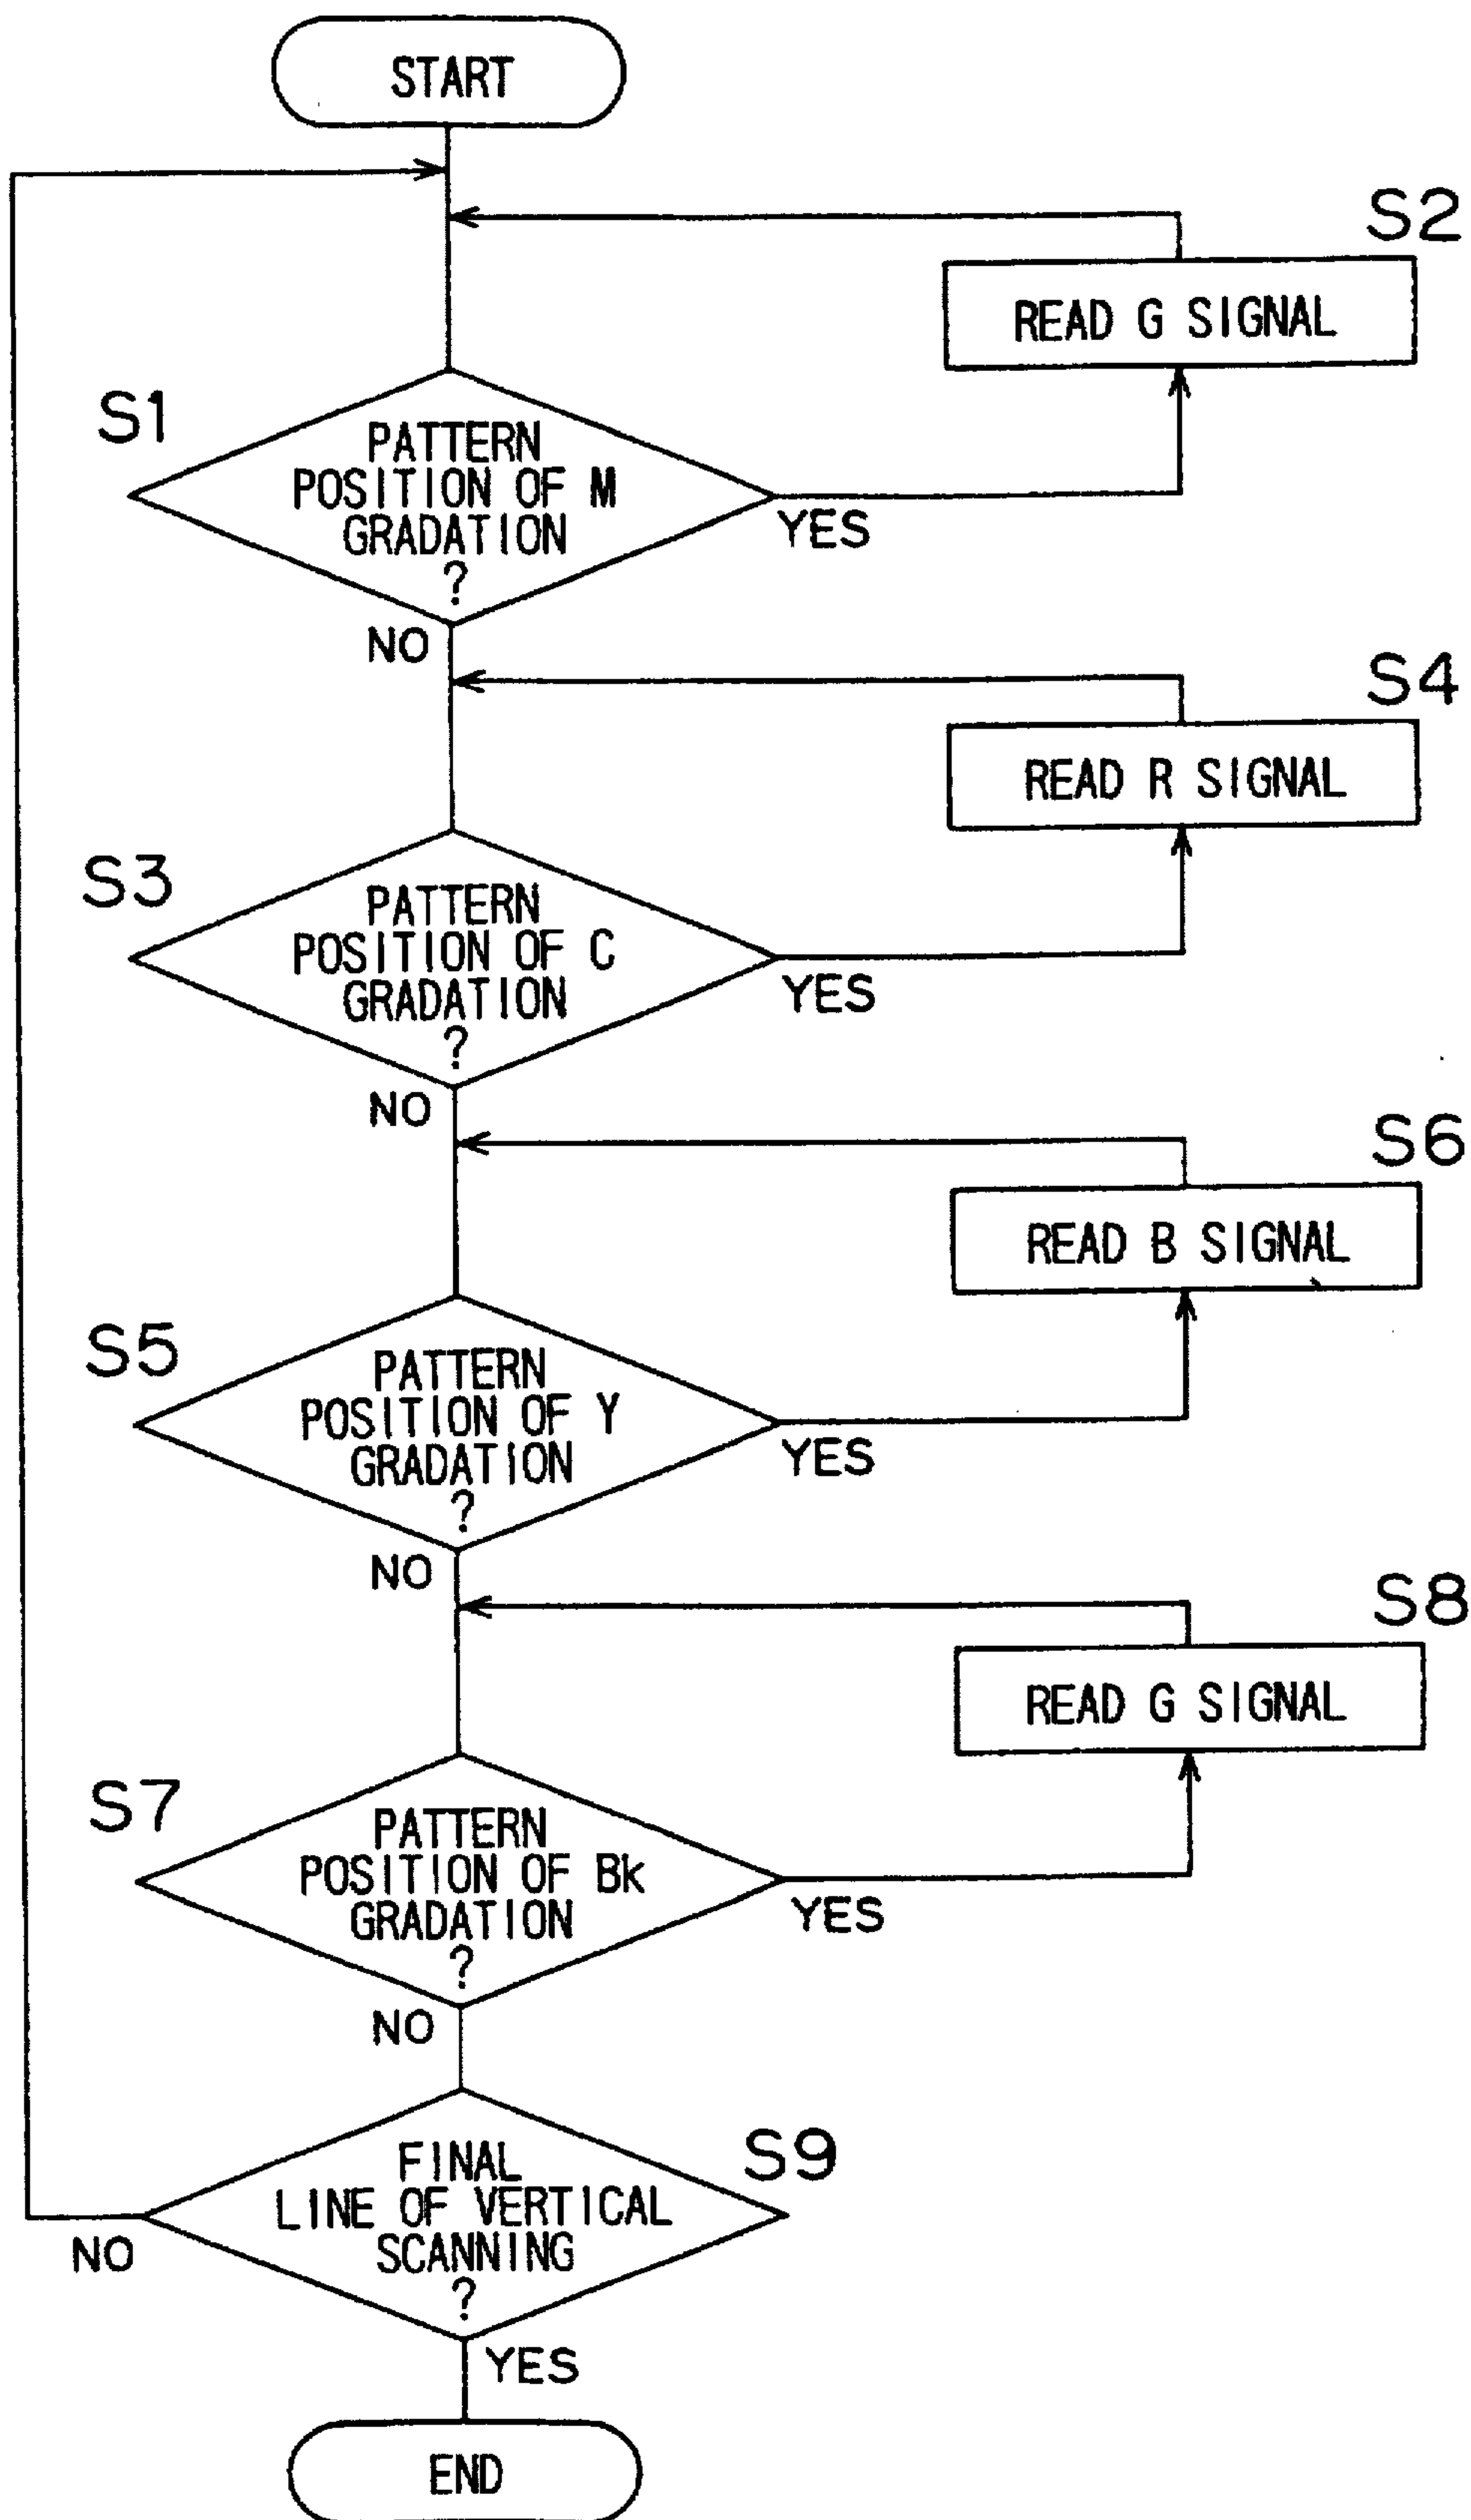 START
S2
READ G SIGNAL
S1
PATTERN
POSITION OF M
GRADATION
?
YES
NO
S4
READ R SIGNAL
S3
PATTERN
POSITION OF C
GRADATION
?
YES
NO
S6
READ B SIGNAL
S5
PATTERN
POSITION OF Y
GRADATION
?
YES
NO
S8
READ G SIGNAL
S7
PATTERN
POSITION OF Bk
GRADATION
?
YES
NO
S9
FINAL
LINE OF VERTICAL
SCANNING
?
NO
YES
END